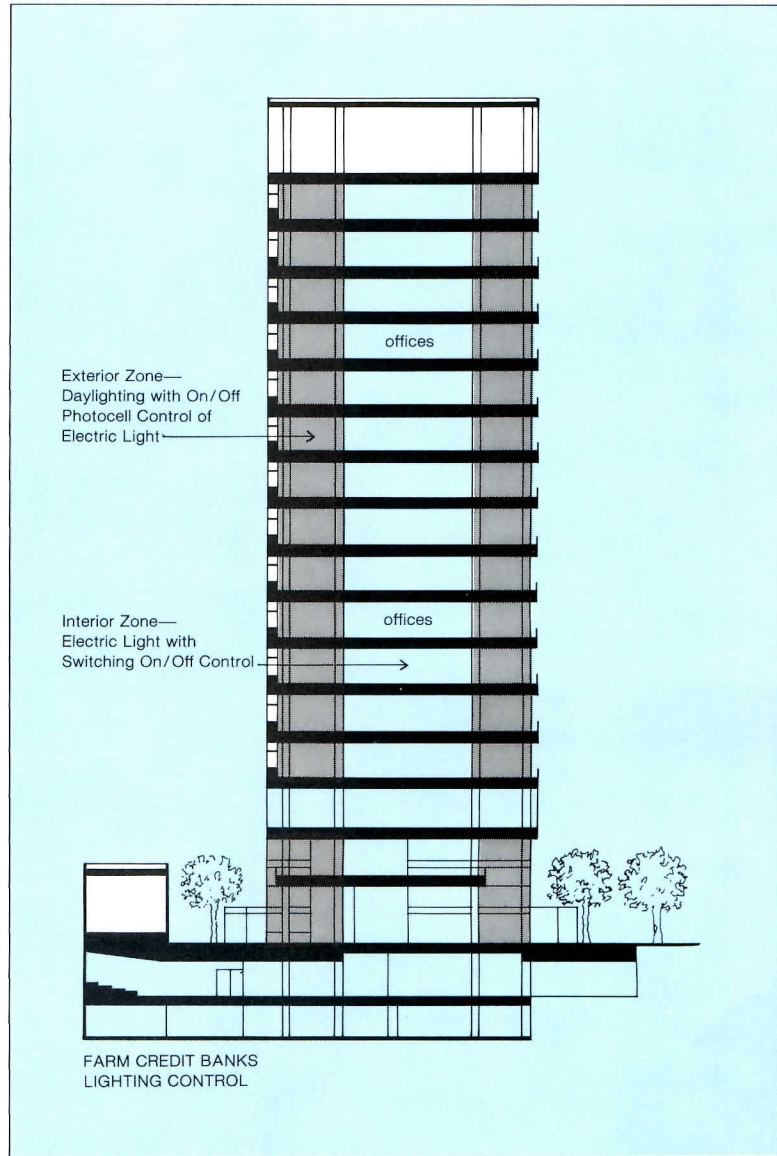 offices
Exterior Zone—
Daylighting with On/Off
Photocell Control of
Electric Light
Interior Zone—
Electric Light with
Switching On/Off Control
offices
FARM CREDIT BANKS
LIGHTING CONTROL